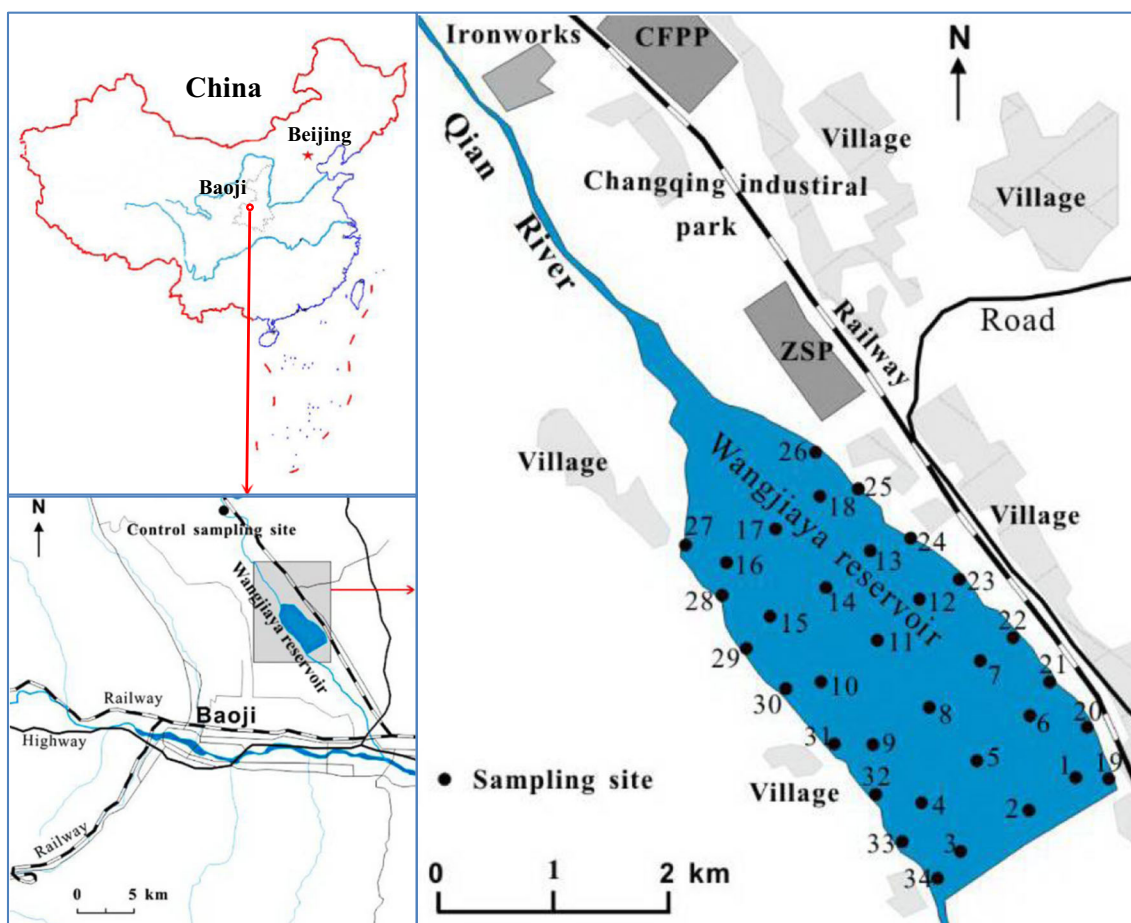 China
Beijing
Baoji
N
Control sampling site
Wangjiaya reservoir
Railway
Baoji
Highway
Railway
0 5 km
Ironworks
CFPP
N
Qian
River
Village
Village
Changqing industiral
park
Railway
Road
ZSP
Village
Wangjiaya reservoir
Village
26
25
18
17
24
27
13
16
23
14
12
28
15
22
11
29
7
21
10
30
8
6
20
31
9
5
1
19
32
4
2
Sampling site
Village
33
3
34
0 1 2 km